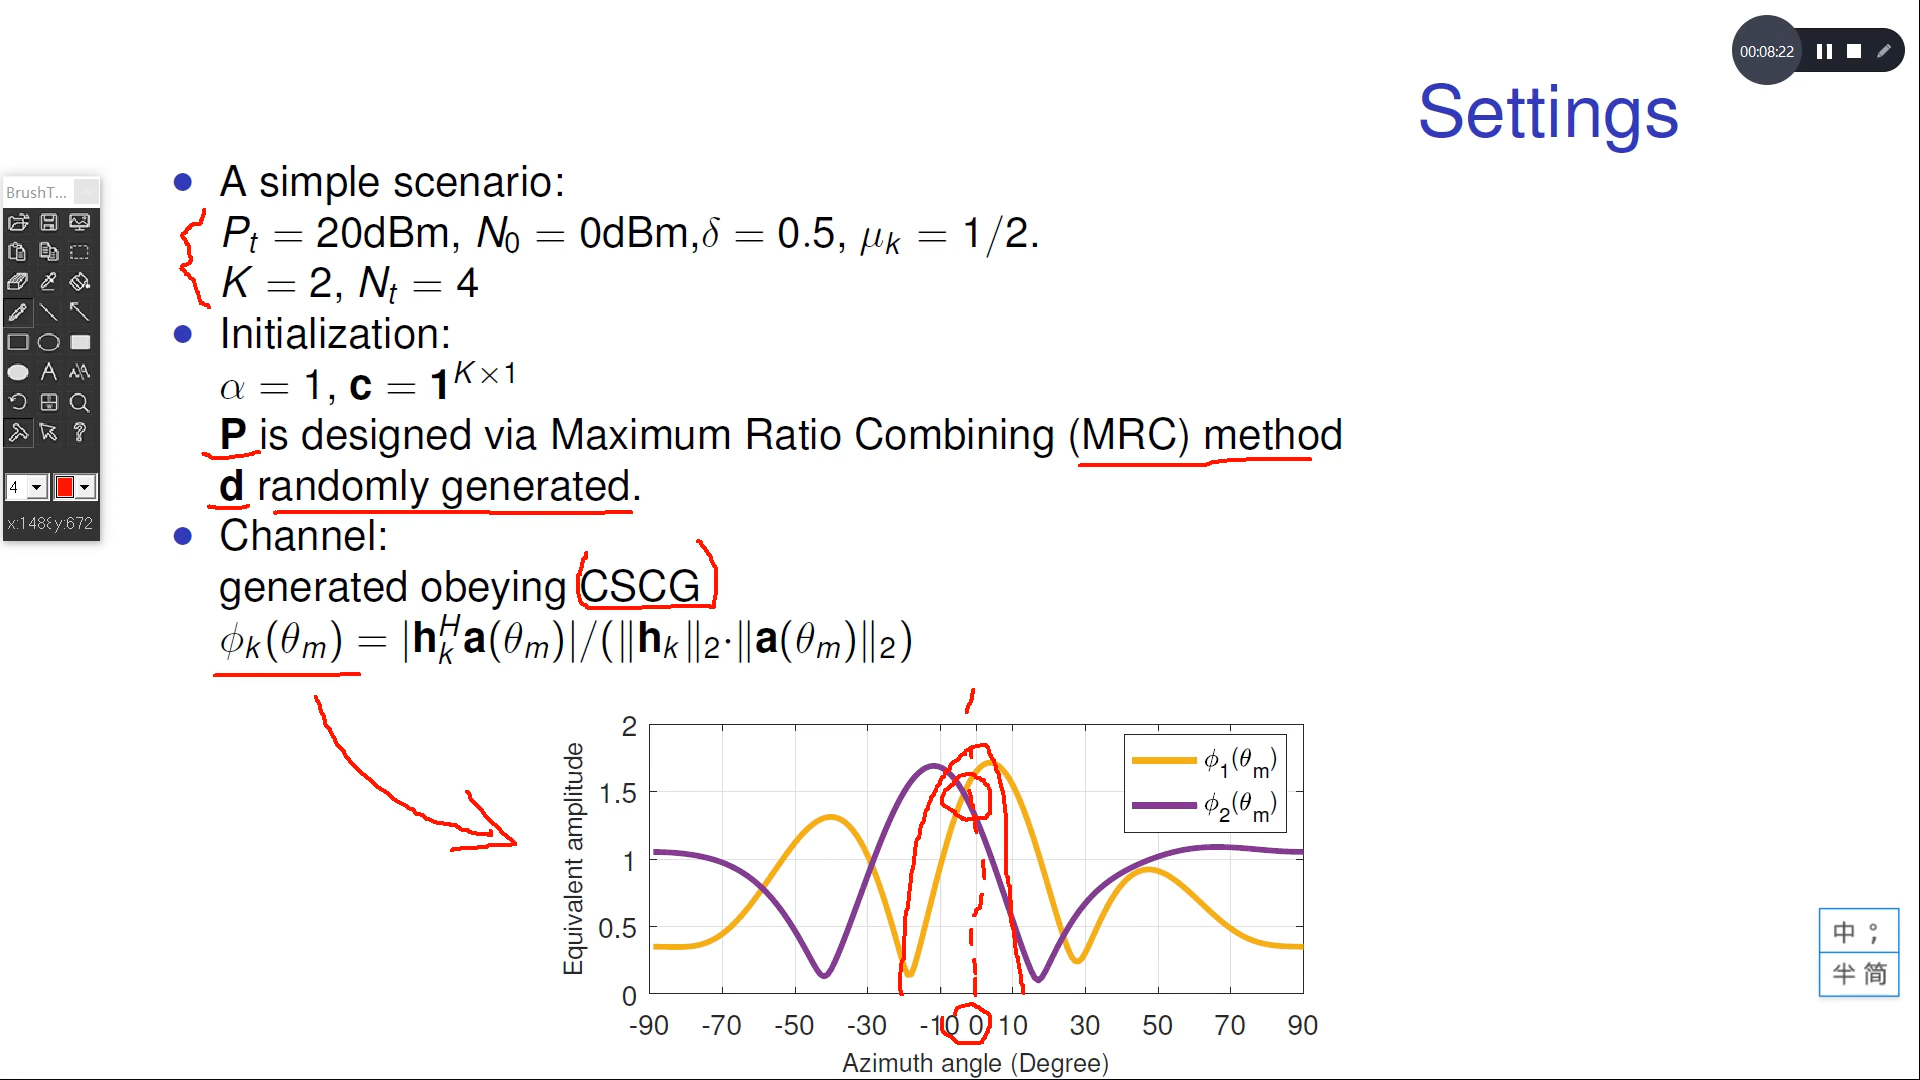 00:08:22
Settings
BrushT...
• A simple scenario:
Pₜ = 20dBm, N₀ = 0dBm,δ = 0.5, μₖ = 1/2.
K = 2, Nₜ = 4
• Initialization:
α = 1, c = 1^{K×1}
P is designed via Maximum Ratio Combining (MRC) method
d randomly generated.
4
x:1488 y:672
• Channel:
generated obeying CSCG
ϕₖ(θₘ) = |hₖᴴa(θₘ)|/(‖hₖ‖₂·‖a(θₘ)‖₂)
Equivalent amplitude
2
1.5
1
0.5
0
ϕ₁(θₘ)
ϕ₂(θₘ)
-90 -70 -50 -30 -10 0 10 30 50 70 90
Azimuth angle (Degree)
中 ;
半 简